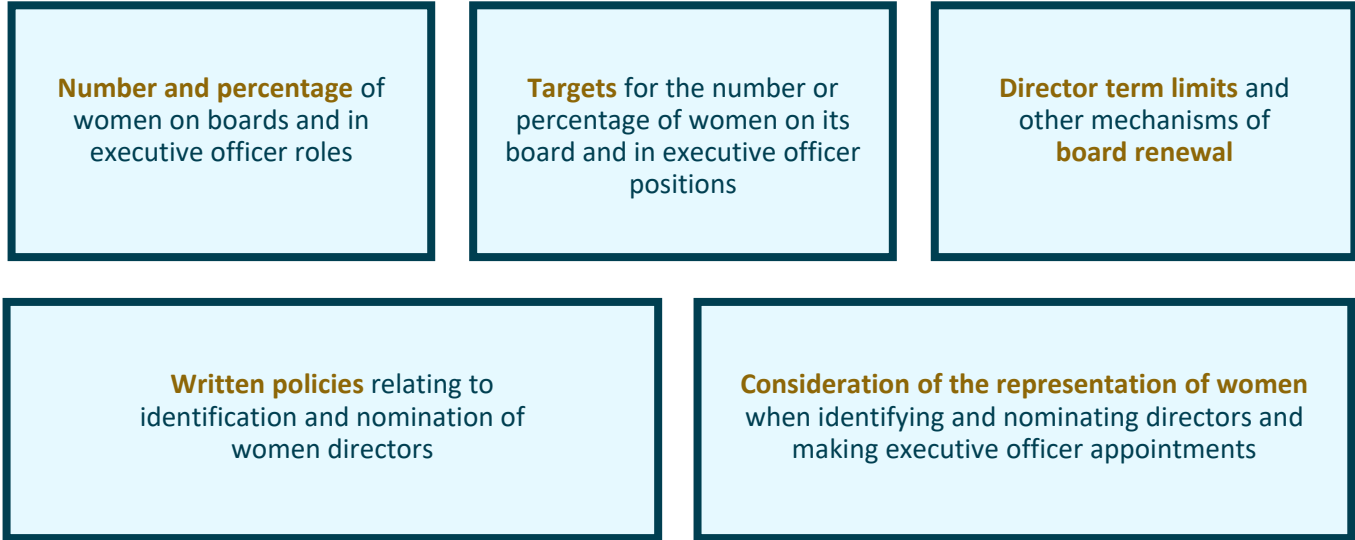 Number and percentage of
women on boards and in
executive officer roles
Targets for the number or
percentage of women on its
board and in executive officer
positions
Director term limits and
other mechanisms of
board renewal
Written policies relating to
identification and nomination of
women directors
Consideration of the representation of women
when identifying and nominating directors and
making executive officer appointments